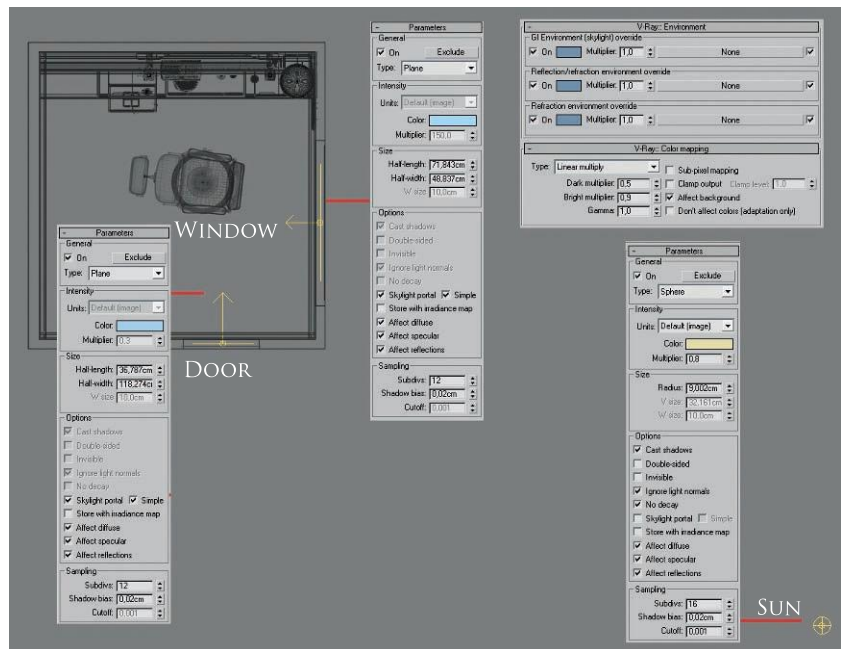 WINDOW
DOOR
SUN
Parameters
General
On Exclude
Type: Plane
Intensity
Units: Default (image)
Color:
Multiplier: 150,0
Size
Half-length: 71,843cm
Half-width: 48,837cm
W size 10,0cm
Options
Cast shadows
Double-sided
Invisible
Ignore light normals
No decay
Skylight portal Simple
Store with irradiance map
Affect diffuse
Affect specular
Affect reflections
Sampling
Subdivs: 12
Shadow bias: 0,02cm
Cutoff: 0,001
V-Ray:: Environment
GI Environment (skylight) override
On Multiplier: 1,0 None
Reflection/refraction environment override
On Multiplier: 1,0 None
Refraction environment override
On Multiplier: 1,0 None
V-Ray:: Color mapping
Type: Linear multiply Sub-pixel mapping
Dark multiplier: 0,5 Clamp output Clamp level: 1,0
Bright multiplier: 0,9 Affect background
Gamma: 1,0 Don't affect colors (adaptation only)
Parameters
General
On Exclude
Type: Plane
Intensity
Units: Default (image)
Color:
Multiplier: 0,3
Size
Half-length: 36,787cm
Half-width: 118,274c
W size
Options
Cast shadows
Double-sided
Invisible
Ignore light normals
No decay
Skylight portal Simple
Store with irradiance map
Affect diffuse
Affect specular
Affect reflections
Sampling
Subdivs: 12
Shadow bias: 0,02cm
Cutoff: 0,001
Parameters
General
On Exclude
Type: Sphere
Intensity
Units: Default (image)
Color:
Multiplier: 0,8
Size
Radius: 9,002cm
V size: 32,161cm
W size: 10,0cm
Options
Cast shadows
Double-sided
Invisible
Ignore light normals
No decay
Skylight portal Simple
Store with irradiance map
Affect diffuse
Affect specular
Affect reflections
Sampling
Subdivs: 16
Shadow bias: 0,02cm
Cutoff: 0,001